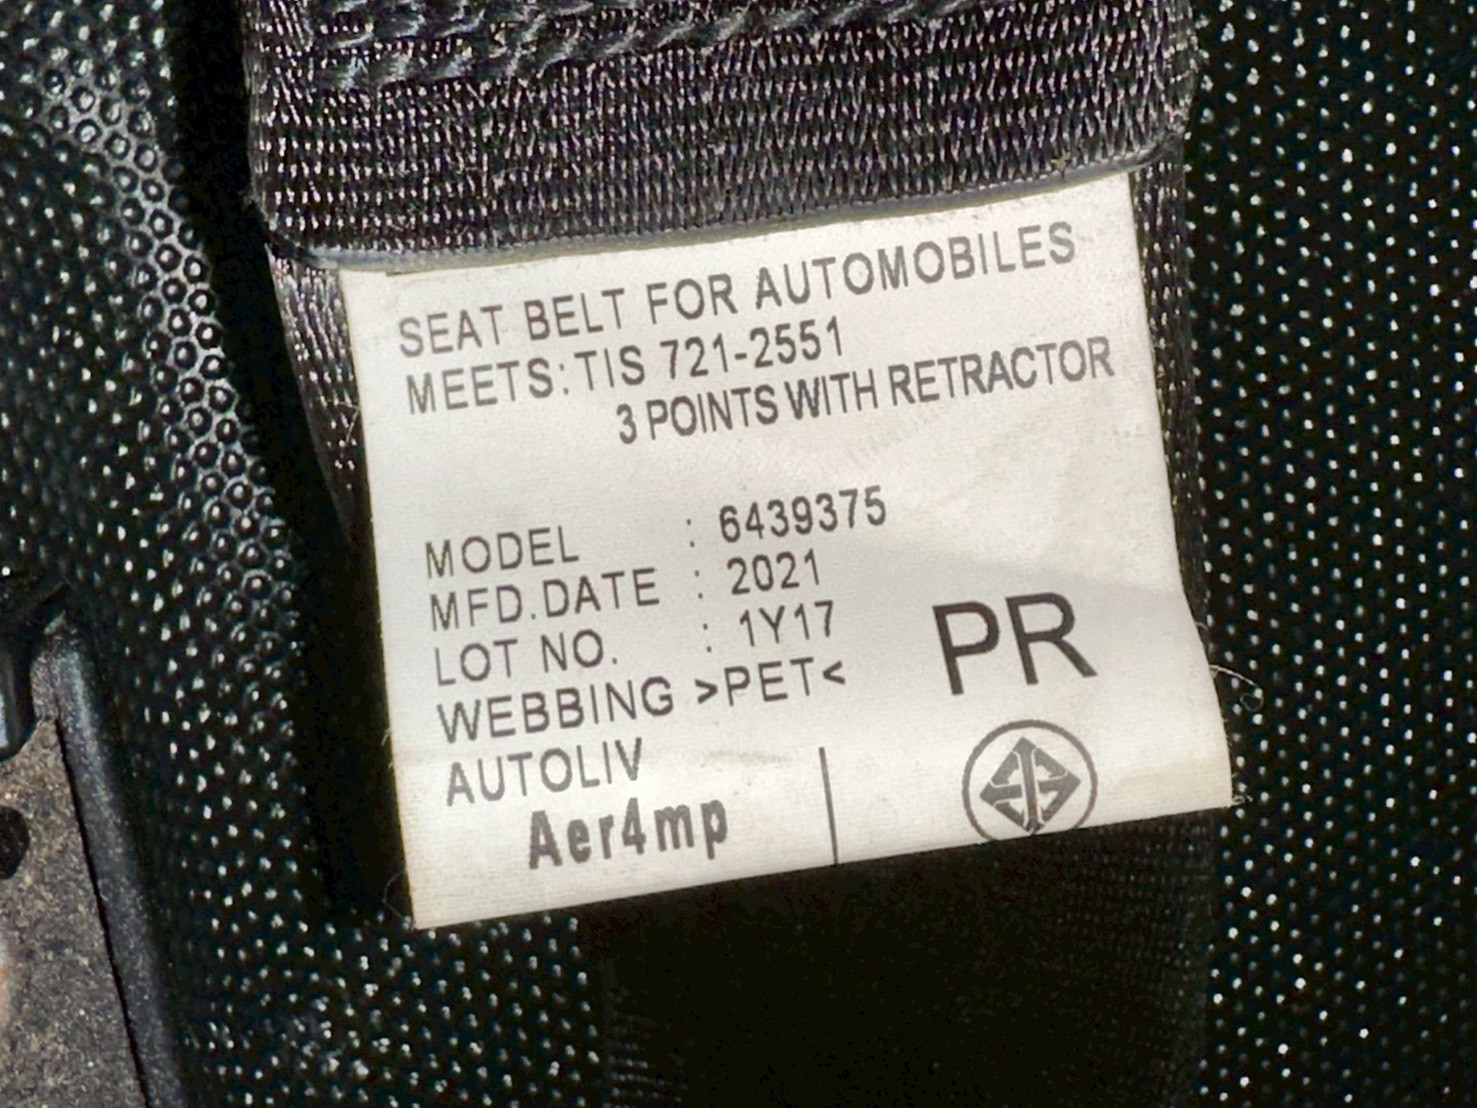 SEAT BELT FOR AUTOMOBILES
MEETS:TIS 721-2551
3 POINTS WITH RETRACTOR
MODEL : 6439375
MFD.DATE : 2021
LOT NO. : 1Y17
WEBBING >PET<
PR
AUTOLIV
Aer4mp